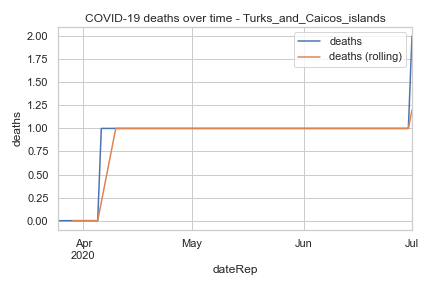 COVID-19 deaths over time - Turks_and_Caicos_islands
deaths
deaths (rolling)
2.00
1.75
1.50
1.25
1.00
0.75
0.50
0.25
0.00
deaths
Apr
2020
May
Jun
Jul
dateRep